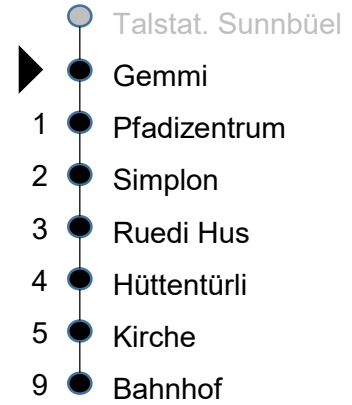 Talstat. Sunnbüel
Gemmi
1 Pfadizentrum
2 Simplon
3 Ruedi Hus
4 Hüttentürli
5 Kirche
9 Bahnhof